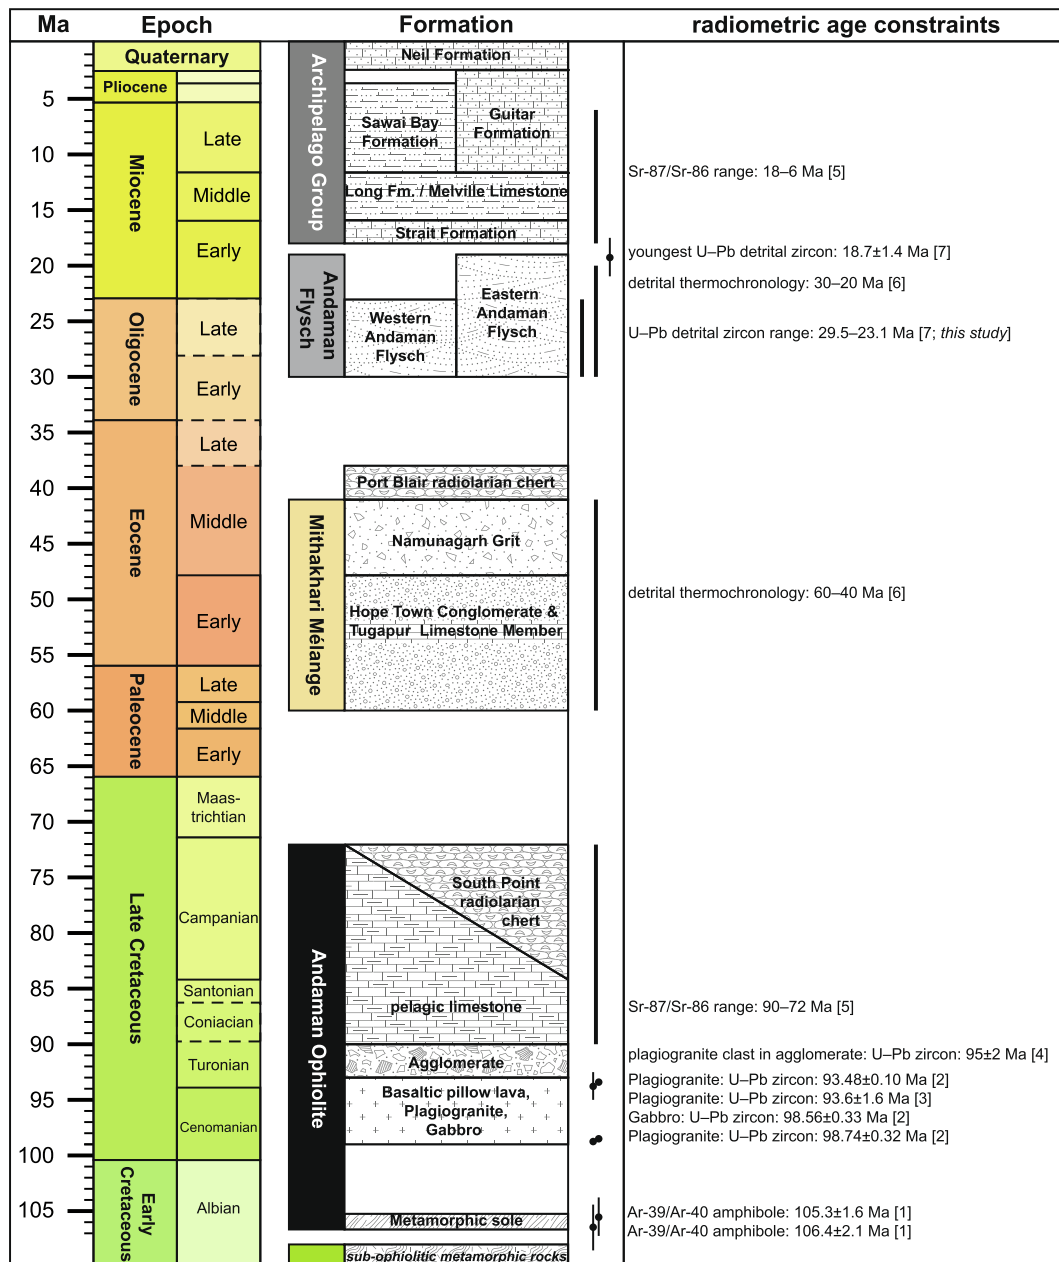 Ma Epoch Formation radiometric age constraints
Quaternary
Pliocene
Miocene
Late
Middle
Early
Oligocene
Late
Early
Eocene
Late
Middle
Early
Paleocene
Late
Middle
Early
Late Cretaceous
Maas-
trichtian
Campanian
Santonian
Coniacian
Turonian
Cenomanian
Early
Cretaceous
Albian
5
10
15
20
25
30
35
40
45
50
55
60
65
70
75
80
85
90
95
100
105
Archipelago Group
Neil Formation
Sawai Bay
Formation
Guitar
Formation
Long Fm. / Melville Limestone
Strait Formation
Andaman
Flysch
Western
Andaman
Flysch
Eastern
Andaman
Flysch
Port Blair radiolarian chert
Mithakhari Mélange
Namunagarh Grit
Hope Town Conglomerate &
Tugapur Limestone Member
Andaman Ophiolite
South Point
radiolarian
chert
pelagic limestone
Agglomerate
Basaltic pillow lava,
Plagiogranite,
Gabbro
Metamorphic sole
sub-ophiolitic metamorphic rocks
Sr-87/Sr-86 range: 18–6 Ma [5]
youngest U–Pb detrital zircon: 18.7±1.4 Ma [7]
detrital thermochronology: 30–20 Ma [6]
U–Pb detrital zircon range: 29.5–23.1 Ma [7; this study]
detrital thermochronology: 60–40 Ma [6]
Sr-87/Sr-86 range: 90–72 Ma [5]
plagiogranite clast in agglomerate: U–Pb zircon: 95±2 Ma [4]
Plagiogranite: U–Pb zircon: 93.48±0.10 Ma [2]
Plagiogranite: U–Pb zircon: 93.6±1.6 Ma [3]
Gabbro: U–Pb zircon: 98.56±0.33 Ma [2]
Plagiogranite: U–Pb zircon: 98.74±0.32 Ma [2]
Ar-39/Ar-40 amphibole: 105.3±1.6 Ma [1]
Ar-39/Ar-40 amphibole: 106.4±2.1 Ma [1]